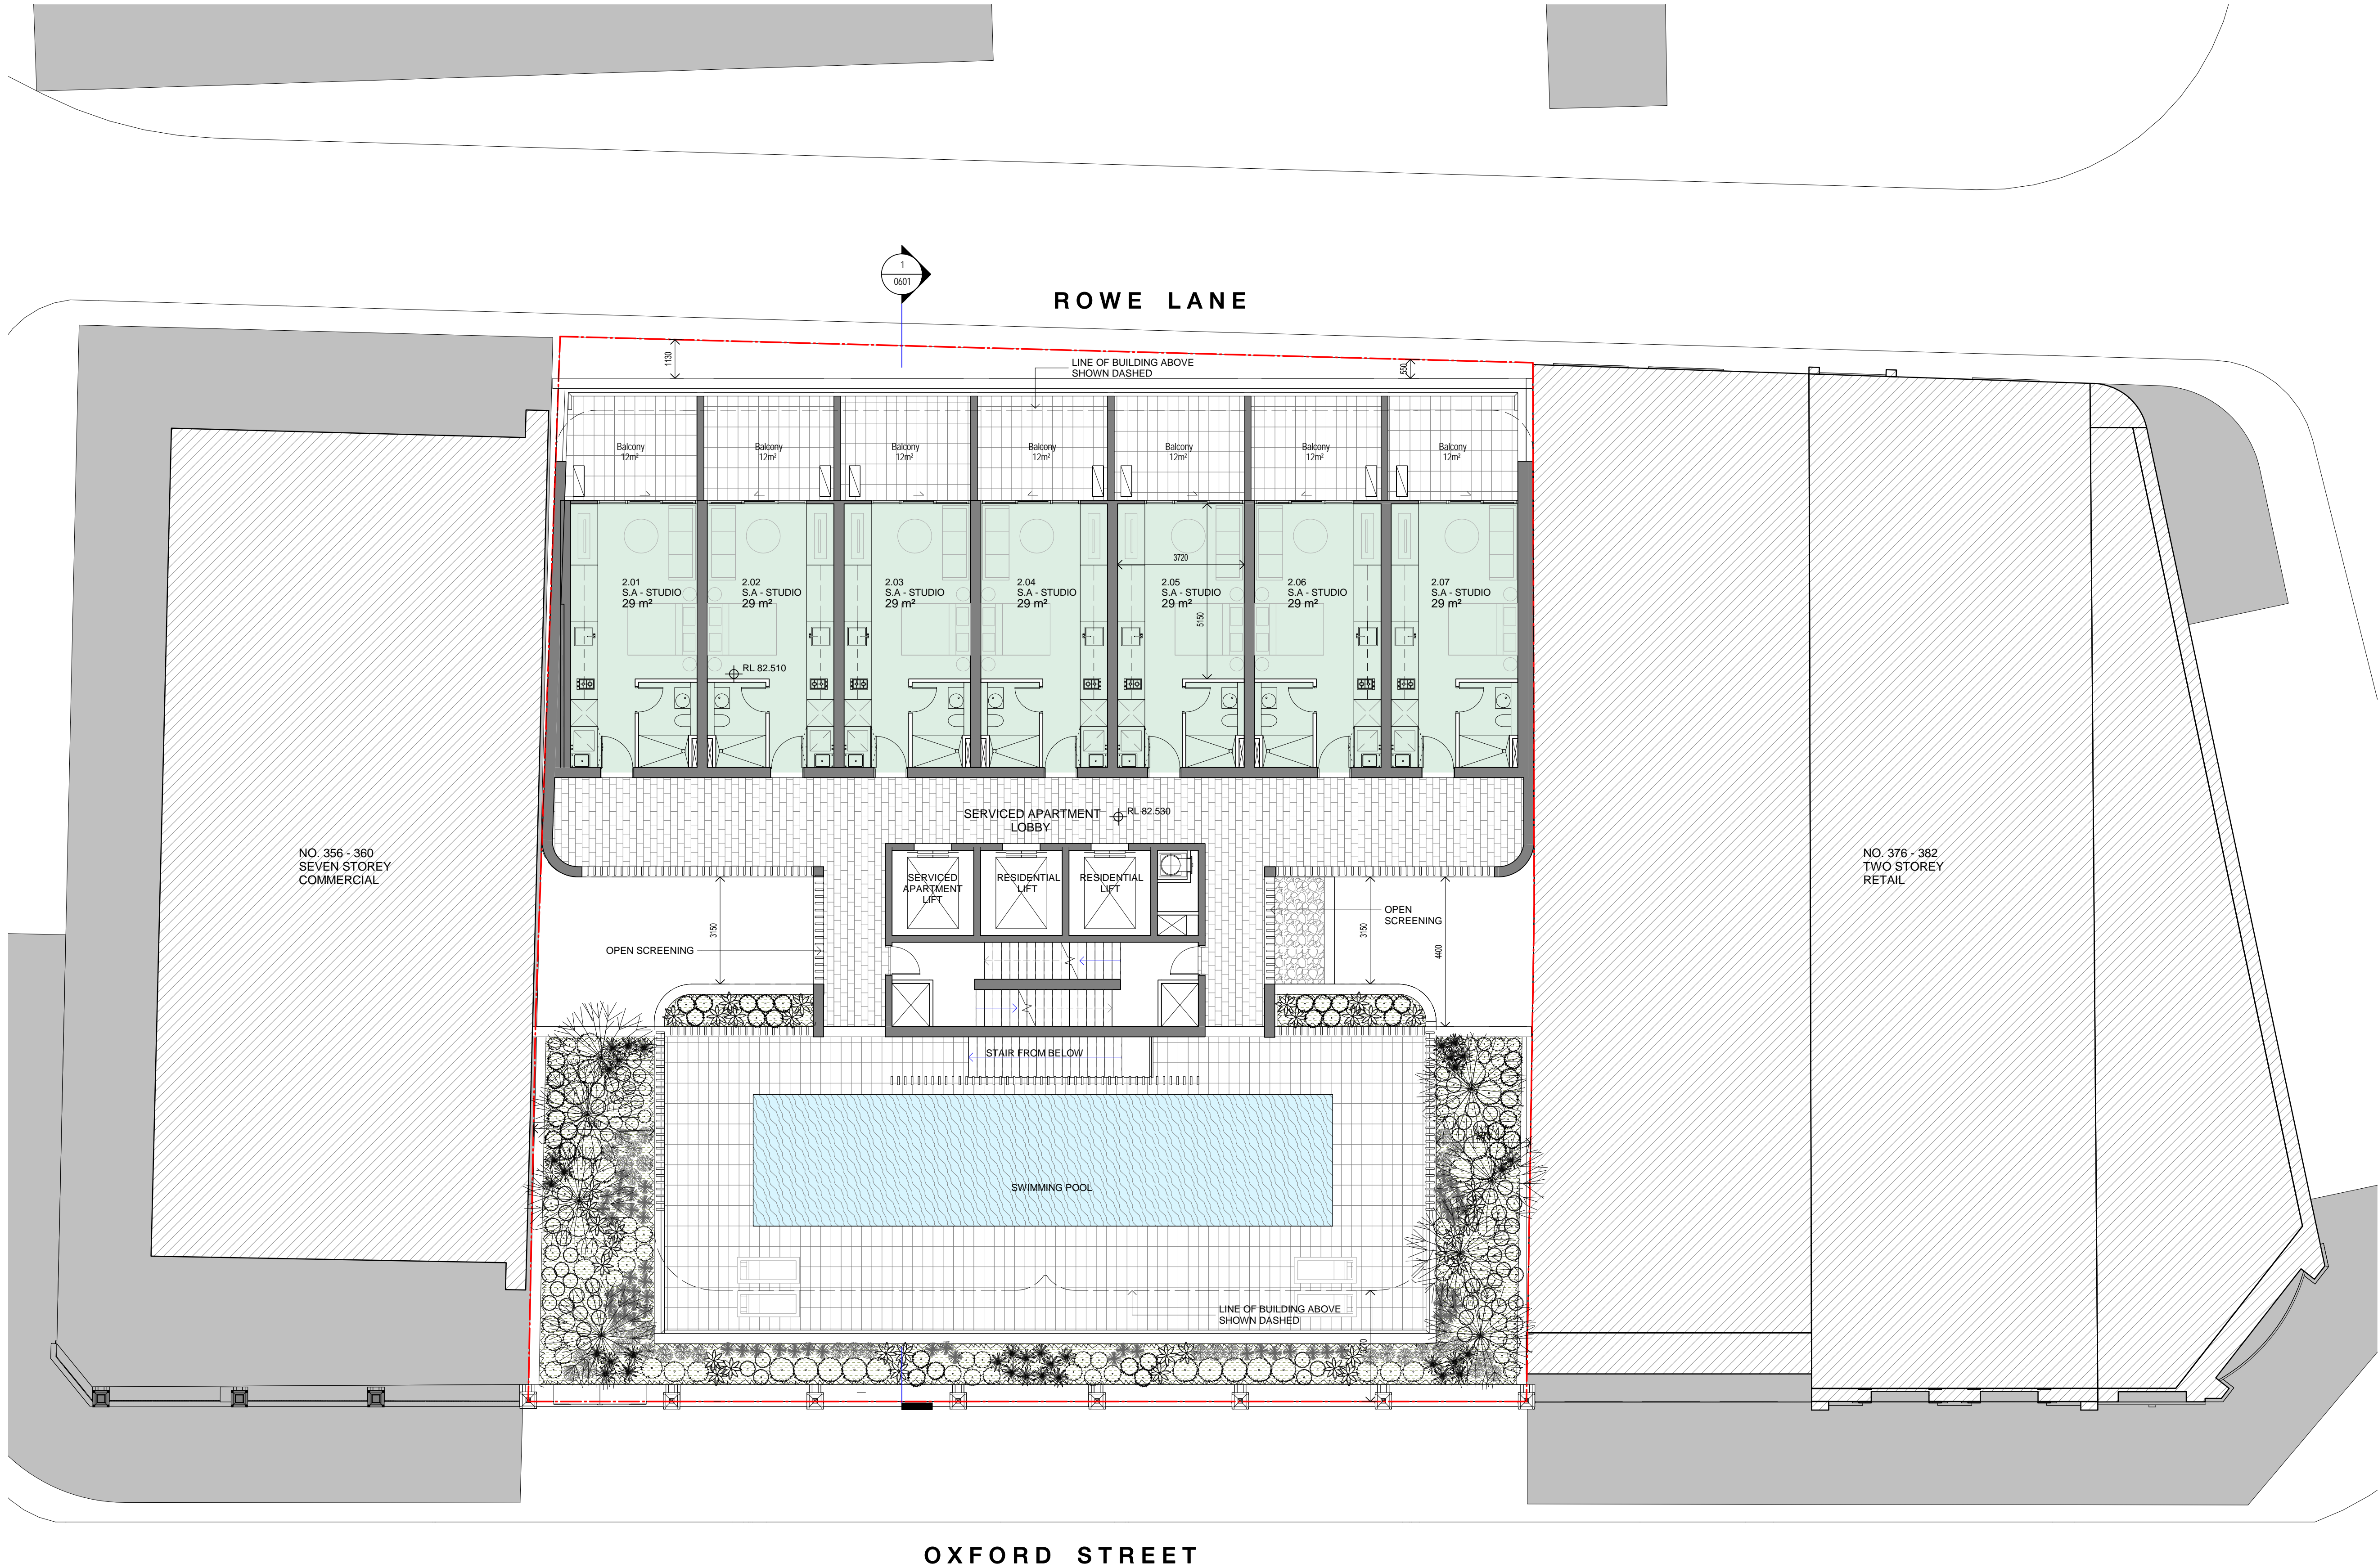 1
0601
ROWE LANE
1130
LINE OF BUILDING ABOVE
SHOWN DASHED
550
Balcony
12m²
Balcony
12m²
Balcony
12m²
Balcony
12m²
Balcony
12m²
Balcony
12m²
Balcony
12m²
3720
5150
2.01
S.A - STUDIO
29 m²
2.02
S.A - STUDIO
29 m²
2.03
S.A - STUDIO
29 m²
2.04
S.A - STUDIO
29 m²
2.05
S.A - STUDIO
29 m²
2.06
S.A - STUDIO
29 m²
2.07
S.A - STUDIO
29 m²
RL 82.510
SERVICED APARTMENT
LOBBY
RL 82.530
NO. 356 - 360
SEVEN STOREY
COMMERCIAL
SERVICED
APARTMENT
LIFT
RESIDENTIAL
LIFT
RESIDENTIAL
LIFT
NO. 376 - 382
TWO STOREY
RETAIL
OPEN SCREENING
3150
3150
4400
OPEN
SCREENING
STAIR FROM BELOW
SWIMMING POOL
LINE OF BUILDING ABOVE
SHOWN DASHED
3270
OXFORD STREET